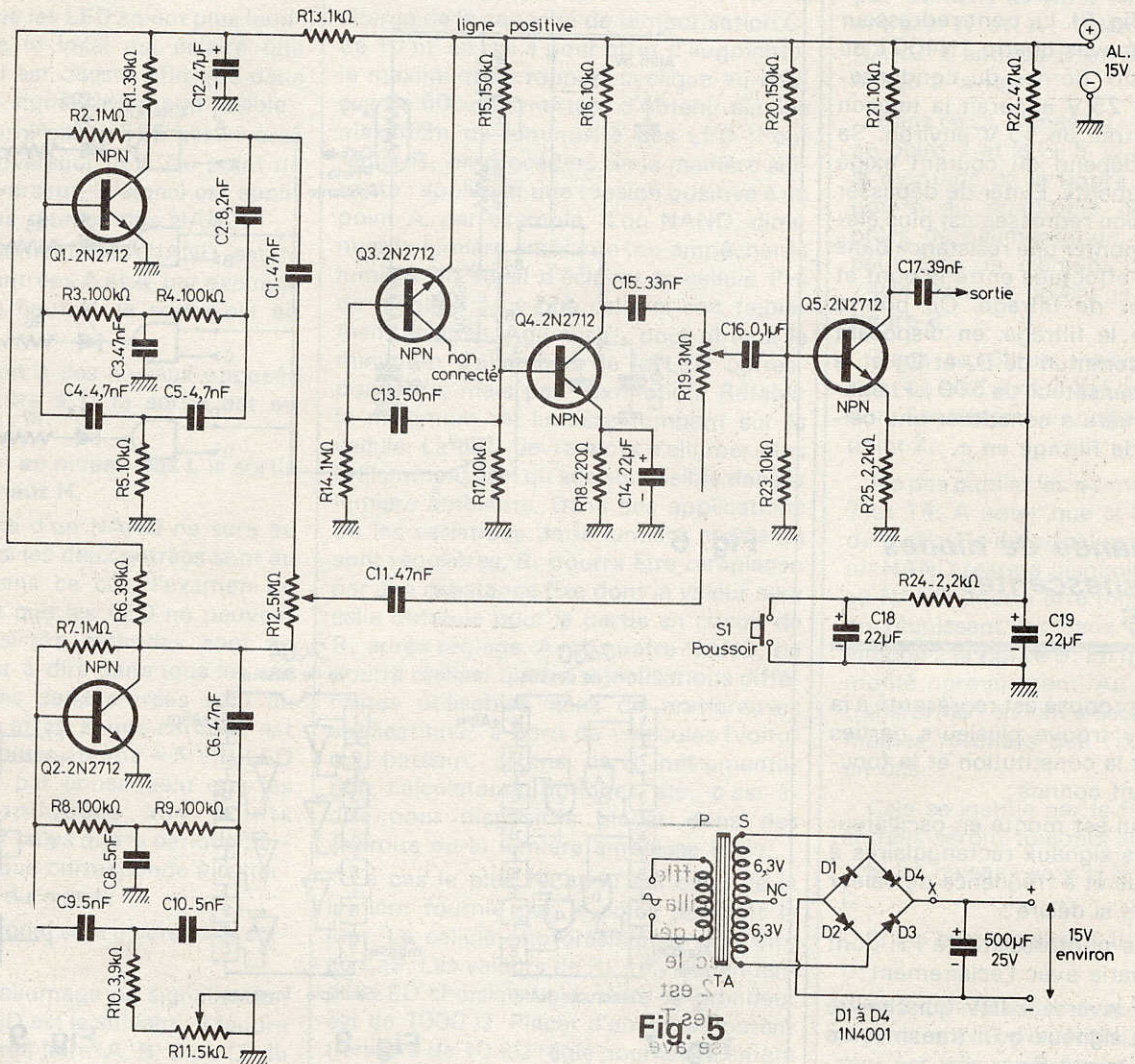 R13.1kΩ
ligne positive
AL.
15V
R1.39kΩ
C12.47µF
R15.150kΩ
R16.10kΩ
R20.150kΩ
R21.10kΩ
R22.47kΩ
R2.1MΩ
NPN
Q1.2N2712
C2.8,2nF
C1.47nF
R3.100kΩ
R4.100kΩ
C3.47nF
C4.4,7nF
C5.4,7nF
R5.10kΩ
Q3.2N2712
NPN
non connecté
C13.50nF
R14.1MΩ
R17.10kΩ
Q4.2N2712
NPN
C15.33nF
R19.3MΩ
C16.0,1µF
R18.220Ω
C14.22µF
Q5.2N2712
NPN
C17.39nF
sortie
R23.10kΩ
R25.2,2kΩ
R6.39kΩ
R12.5MΩ
C11.47nF
R24.2,2kΩ
S1
Poussoir
C18
22µF
C19
22µF
R7.1MΩ
NPN
Q2.2N2712
C6.47nF
R8.100kΩ
R9.100kΩ
C8.5nF
C9.5nF
C10.5nF
R10.3,9kΩ
R11.5kΩ
P
S
6,3V
NC
6,3V
TA
D1
D4
D2
D3
X
500µF
25V
15V
environ
D1 à D4
1N4001
Fig. 5